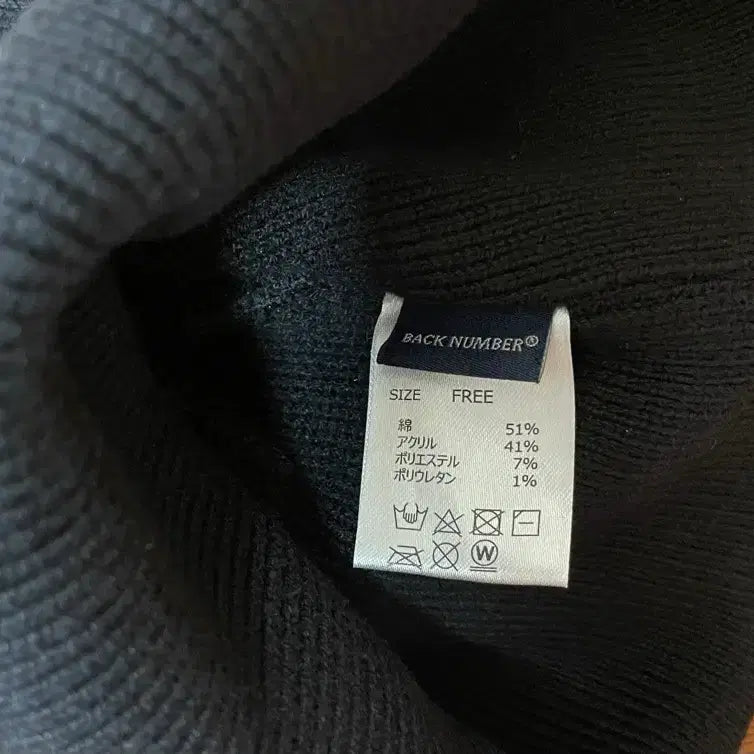 BACK NUMBER®
SIZE FREE
綿 51%
アクリル 41%
ポリエステル 7%
ポリウレタン 1%
W